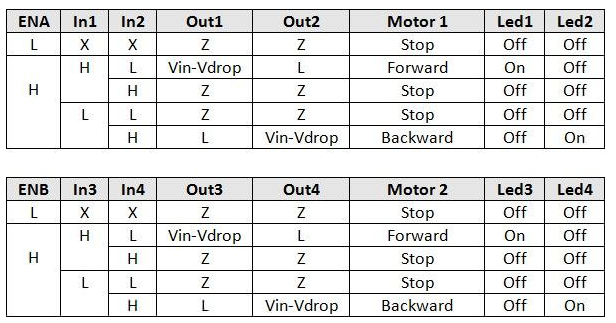 ENA In1 In2 Out1 Out2 Motor 1 Led1 Led2
L X X Z Z Stop Off Off
H H L Vin-Vdrop L Forward On Off
H Z Z Stop Off Off
L L Z Z Stop Off Off
H L Vin-Vdrop Backward Off On
ENB In3 In4 Out3 Out4 Motor 2 Led3 Led4
L X X Z Z Stop Off Off
H H L Vin-Vdrop L Forward On Off
H Z Z Stop Off Off
L L Z Z Stop Off Off
H L Vin-Vdrop Backward Off On